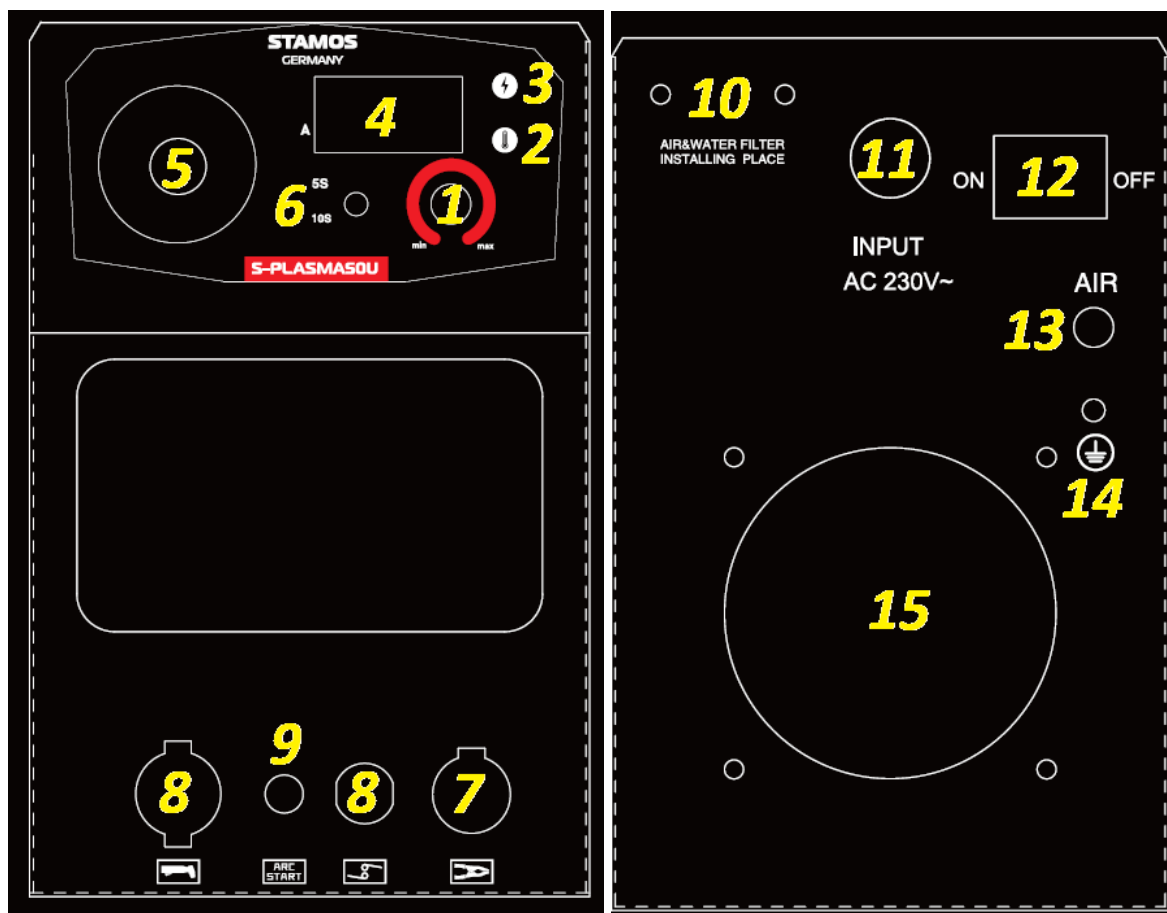 STAMOS
GERMANY
3
4
A
2
5
5S
6
10S
1
min
max
S-PLASMA50U
9
8
8
7
ARC
START
10
AIR&WATER FILTER
INSTALLING PLACE
11
ON
12
OFF
INPUT
AC 230V~
AIR
13
14
15